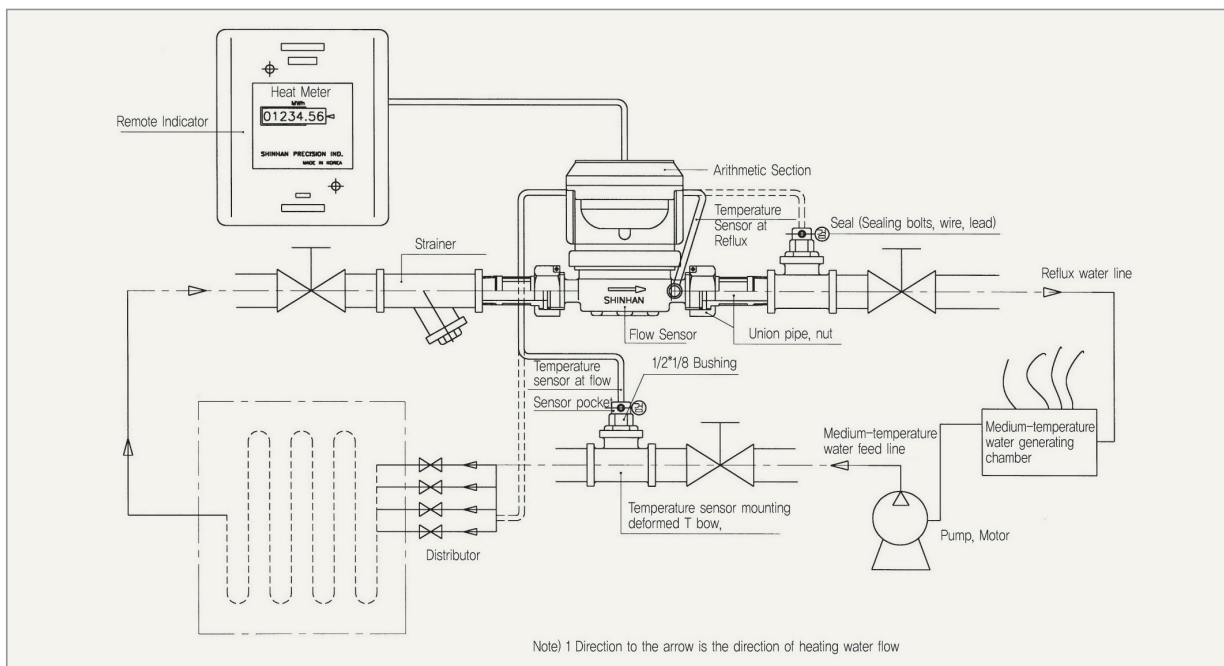 Heat Meter
MWh
01234.56
SHINHAN PRECISION IND.
MADE IN KOREA
Remote Indicator
Arithmetic Section
Temperature
Sensor at
Reflux
Seal (Sealing bolts, wire, lead)
Strainer
Reflux water line
SHINHAN
Flow Sensor
Union pipe, nut
Temperature
sensor at flow
1/2*1/8 Bushing
Sensor pocket
검
검
Medium-temperature
water feed line
Medium-temperature
water generating
chamber
Temperature sensor mounting
deformed T bow,
Pump, Motor
Distributor
Note) 1 Direction to the arrow is the direction of heating water flow